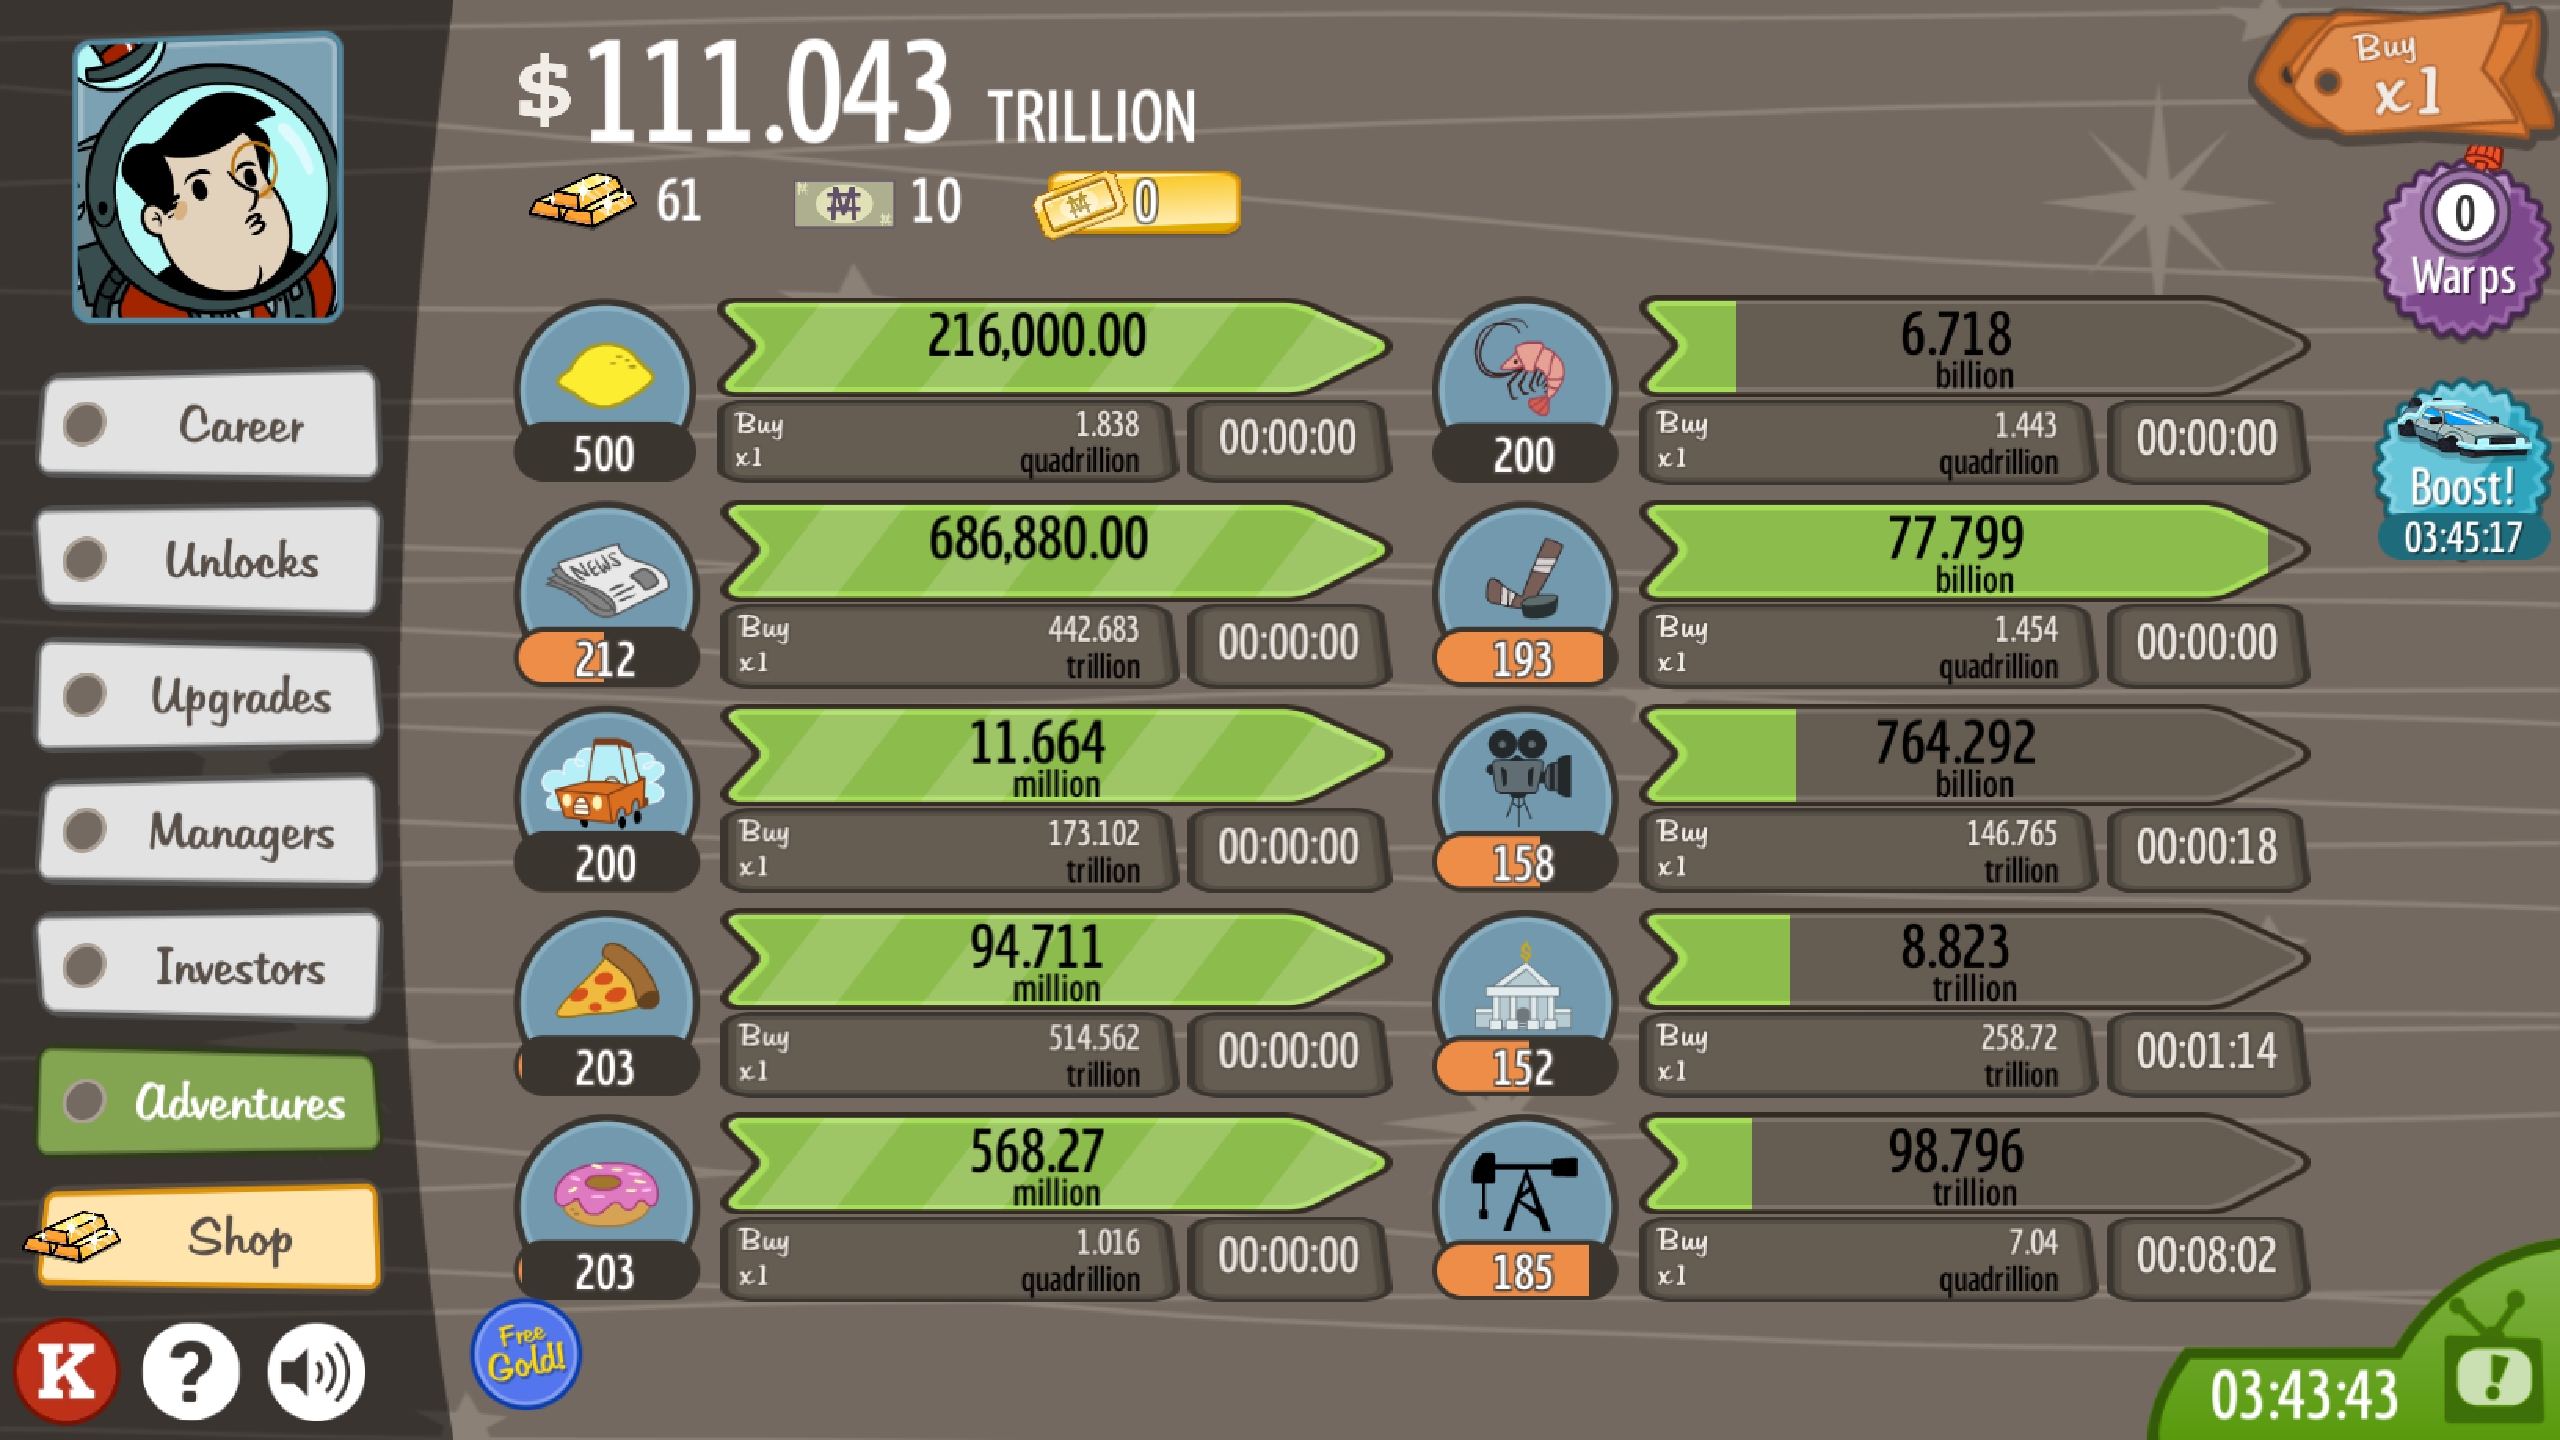 $111.043 TRILLION
Buy
x1
61
10
0
0
Warps
Boost!
03:45:17
Career
Unlocks
Upgrades
Managers
Investors
Adventures
Shop
K
?
216,000.00
500
Buy
x1
1.838
quadrillion
00:00:00
6.718
billion
200
Buy
x1
1.443
quadrillion
00:00:00
NEWS
686,880.00
212
Buy
x1
442.683
trillion
00:00:00
77.799
billion
193
Buy
x1
1.454
quadrillion
00:00:00
11.664
million
200
Buy
x1
173.102
trillion
00:00:00
764.292
billion
158
Buy
x1
146.765
trillion
00:00:18
94.711
million
203
Buy
x1
514.562
trillion
00:00:00
$
8.823
trillion
152
Buy
x1
258.72
trillion
00:01:14
568.27
million
203
Buy
x1
1.016
quadrillion
00:00:00
98.796
trillion
185
Buy
x1
7.04
quadrillion
00:08:02
Free
Gold!
03:43:43
!